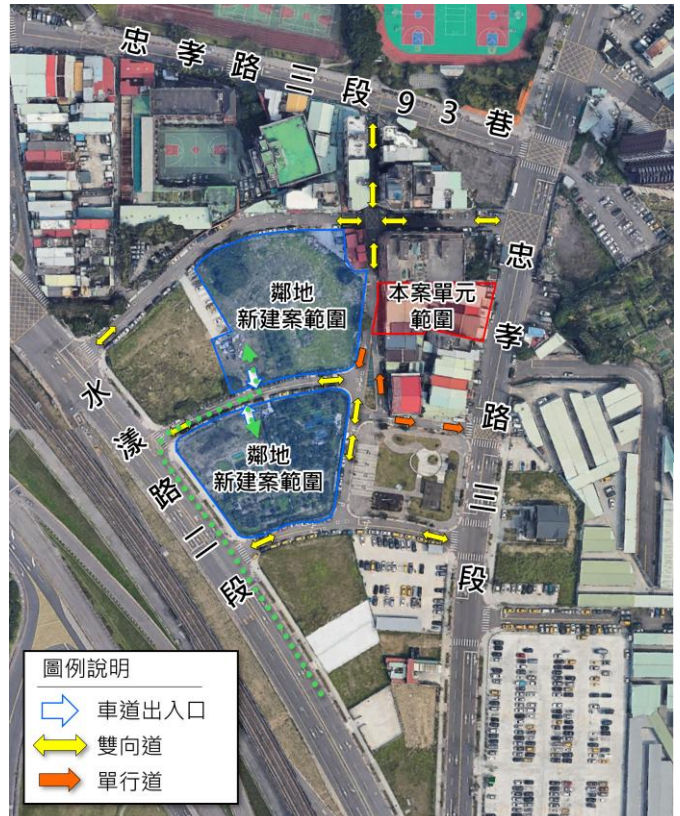 忠孝路三段93巷
鄰地
新建案範圍
本案單元
範圍
忠孝路三段
水漾路二段
鄰地
新建案範圍
圖例說明
車道出入口
雙向道
單行道